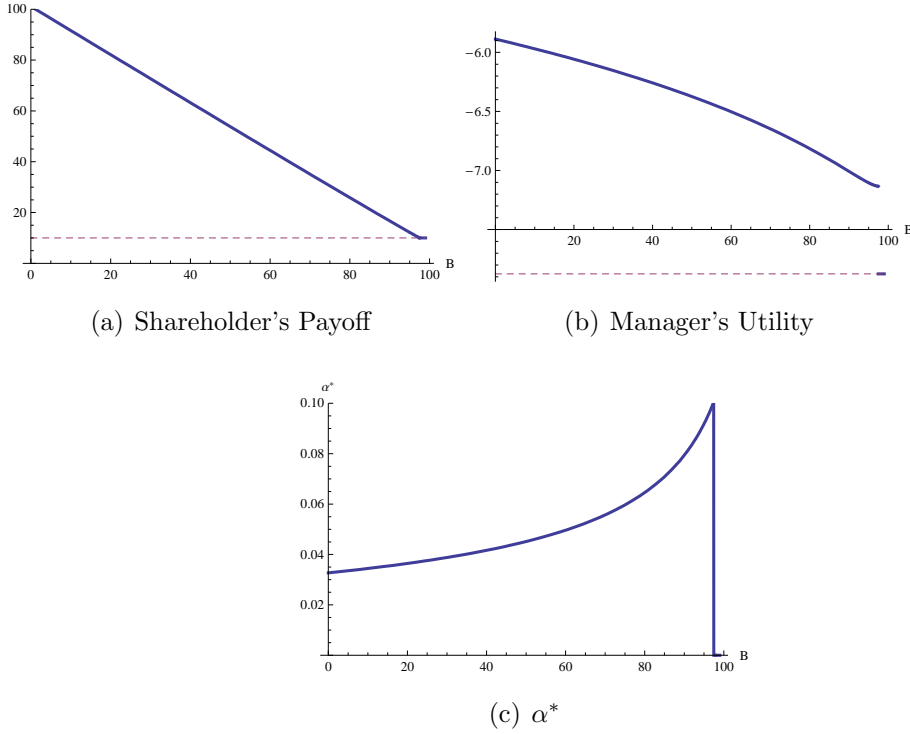 100
80
60
40
20
0 20 40 60 80 100 B
(a) Shareholder's Payoff
−6.0
−6.5
−7.0
20 40 60 80 100 B
(b) Manager's Utility
α*
0.10
0.08
0.06
0.04
0.02
0 20 40 60 80 100 B
(c) α*